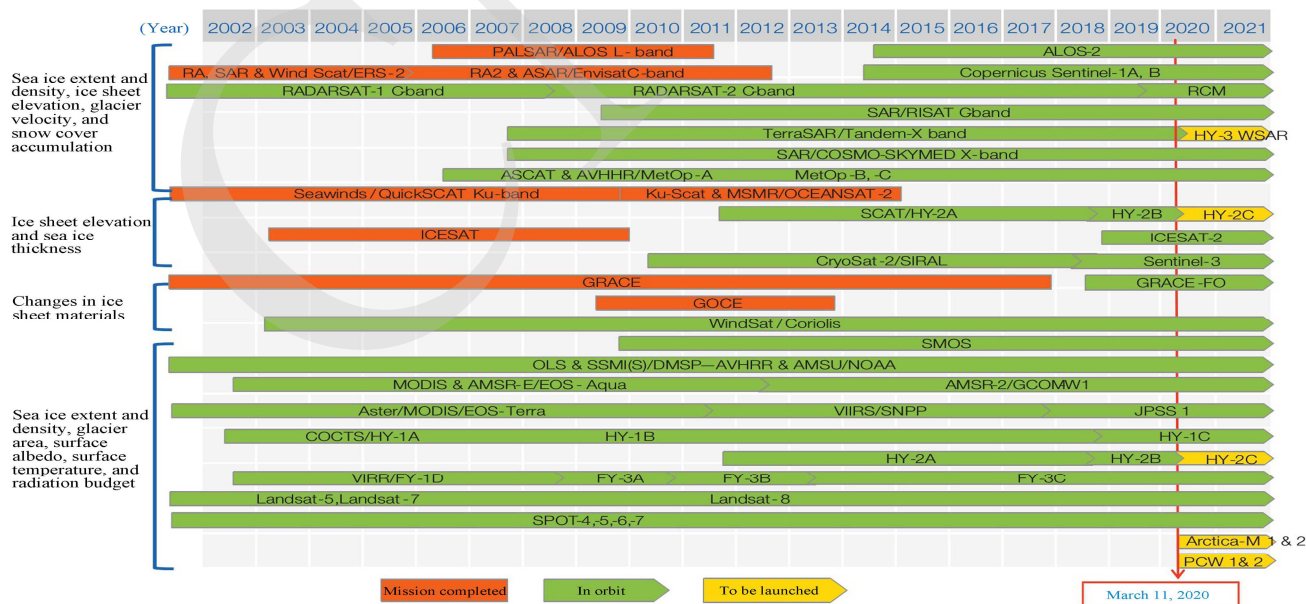 (Year) 2002 2003 2004 2005 2006 2007 2008 2009 2010 2011 2012 2013 2014 2015 2016 2017 2018 2019 2020 2021
Sea ice extent and
density, ice sheet
elevation, glacier
velocity, and
snow cover
accumulation
PALSAR/ALOS L-band ALOS-2
RA, SAR & Wind Scat/ERS-2 RA2 & ASAR/EnvisatC-band Copernicus Sentinel-1A, B
RADARSAT-1 Cband RADARSAT-2 Cband RCM
SAR/RISAT Gband
TerraSAR/Tandem-X band HY-3 WSAR
SAR/COSMO-SKYMED X-band
ASCAT & AVHHR/MetOp-A MetOp-B, -C
Seawinds/QuickSCAT Ku-band Ku-Scat & MSMR/OCEANSAT-2
Ice sheet elevation
and sea ice
thickness
SCAT/HY-2A HY-2B HY-2C
ICESAT ICESAT-2
CryoSat-2/SIRAL Sentinel-3
Changes in ice
sheet materials
GRACE GRACE-FO
GOCE
WindSat/Coriolis
Sea ice extent and
density, glacier
area, surface
albedo, surface
temperature, and
radiation budget
SMOS
OLS & SSMI(S)/DMSP—AVHRR & AMSU/NOAA
MODIS & AMSR-E/EOS-Aqua AMSR-2/GCOMW1
Aster/MODIS/EOS-Terra VIIRS/SNPP JPSS 1
COCTS/HY-1A HY-1B HY-1C
HY-2A HY-2B HY-2C
VIRR/FY-1D FY-3A FY-3B FY-3C
Landsat-5,Landsat-7 Landsat-8
SPOT-4,-5,-6,-7
Arctica-M 1 & 2
PCW 1& 2
Mission completed In orbit To be launched
March 11, 2020